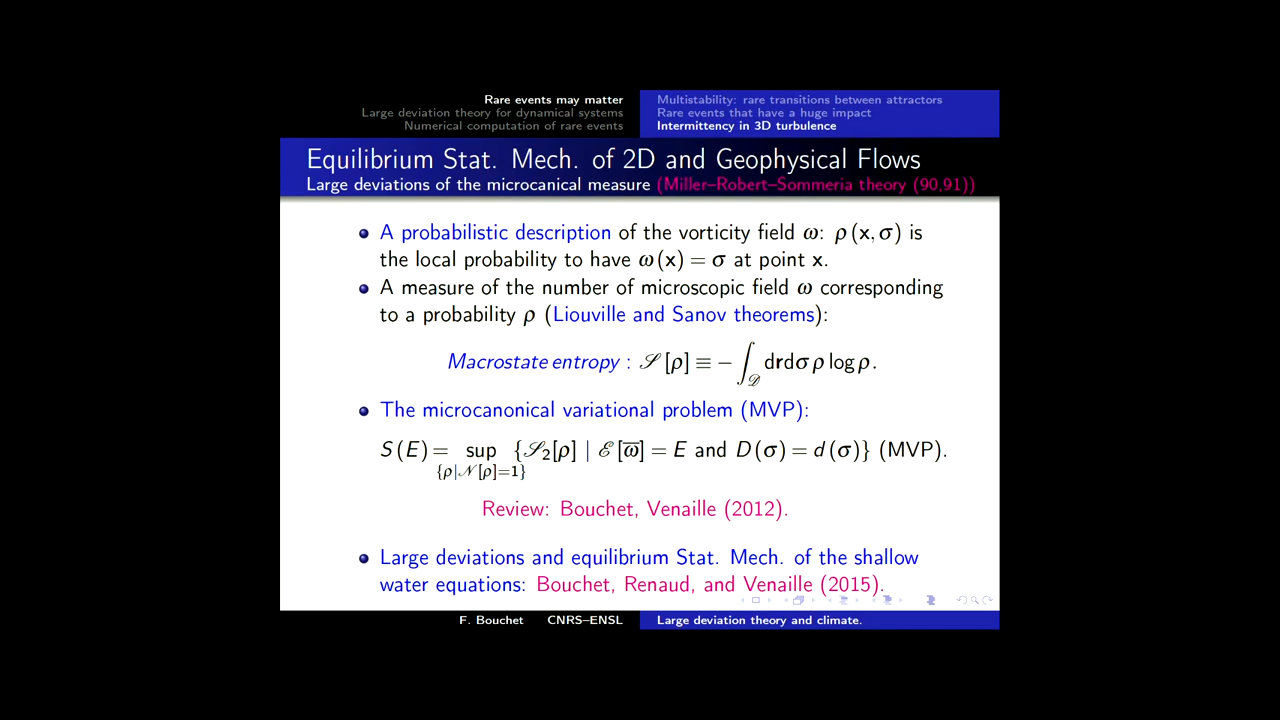 Rare events may matter
Large deviation theory for dynamical systems
Numerical computation of rare events
Multistability: rare transitions between attractors
Rare events that have a huge impact
Intermittency in 3D turbulence
Equilibrium Stat. Mech. of 2D and Geophysical Flows
Large deviations of the microcanical measure (Miller–Robert–Sommeria theory (90,91))
A probabilistic description of the vorticity field ω: ρ(x, σ) is
the local probability to have ω(x) = σ at point x.
A measure of the number of microscopic field ω corresponding
to a probability ρ (Liouville and Sanov theorems):
Macrostate entropy : 𝒮[ρ] ≡ −∫_𝒟 drdσ ρ log ρ.
The microcanonical variational problem (MVP):
S(E) = sup_{ρ|𝒩[ρ]=1} {𝒮₂[ρ] | ℰ[ω̅] = E and D(σ) = d(σ)} (MVP).
Review: Bouchet, Venaille (2012).
Large deviations and equilibrium Stat. Mech. of the shallow
water equations: Bouchet, Renaud, and Venaille (2015).
F. Bouchet CNRS–ENSL Large deviation theory and climate.